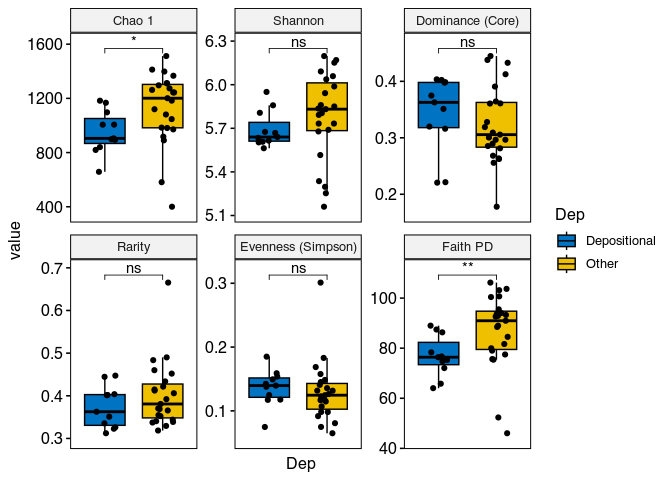 Chao 1
Shannon
Dominance (Core)
*
ns
ns
1600
1200
800
400
6.3
6.0
5.7
5.4
5.1
0.4
0.3
0.2
Rarity
Evenness (Simpson)
Faith PD
ns
ns
**
0.7
0.6
0.5
0.4
0.3
0.3
0.2
0.1
100
80
60
40
value
Dep
Dep
Depositional
Other